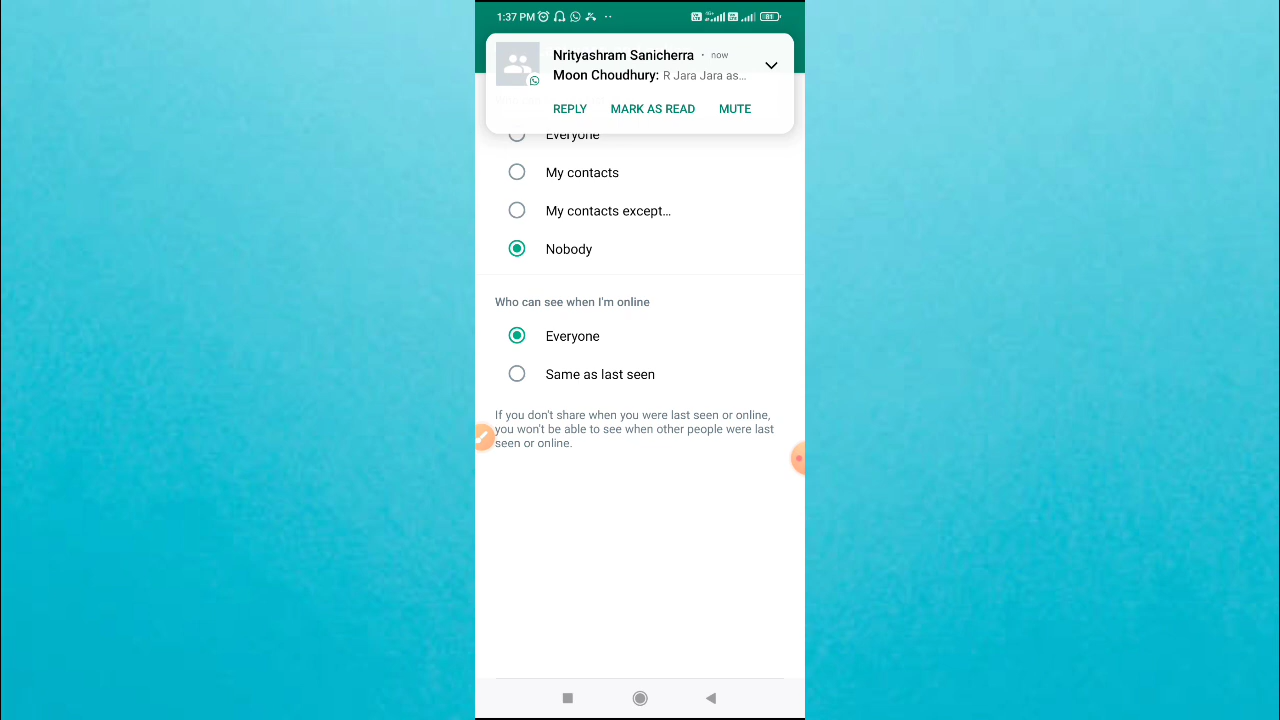 1:37 PM
81
Nrityashram Sanicherra • now
Moon Choudhury: R Jara Jara as...
REPLY MARK AS READ MUTE
Everyone
My contacts
My contacts except...
Nobody
Who can see when I'm online
Everyone
Same as last seen
If you don't share when you were last seen or online,
you won't be able to see when other people were last
seen or online.